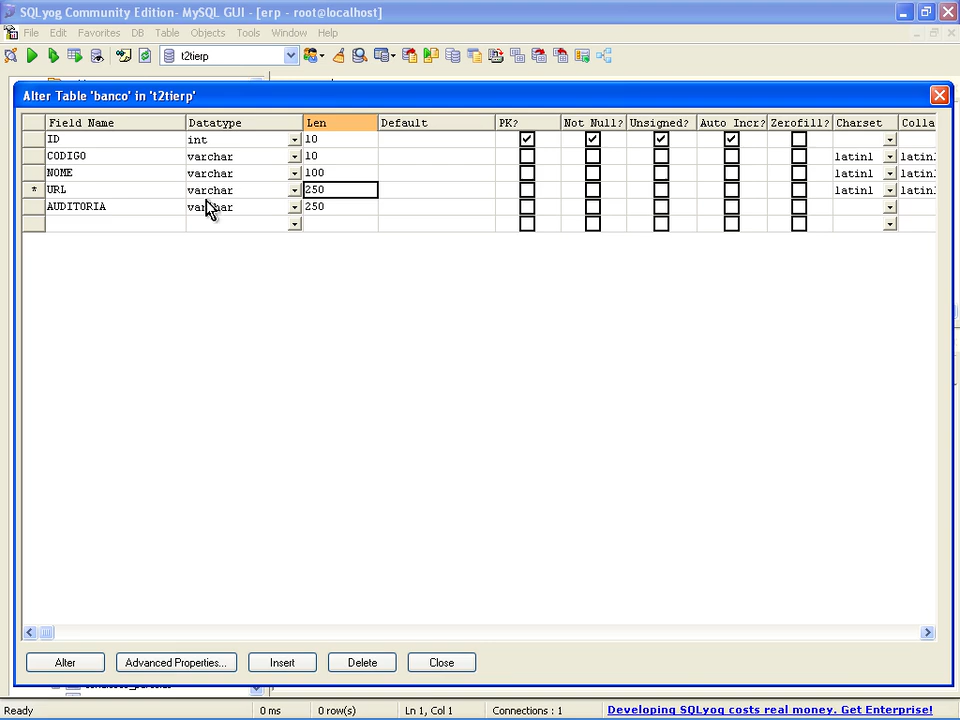 SQLyog Community Edition- MySQL GUI - [erp - root@localhost]
File Edit Favorites DB Table Objects Tools Window Help
t2tierp
Alter Table 'banco' in 't2tierp'
Field Name Datatype Len Default PK? Not Null? Unsigned? Auto Incr? Zerofill? Charset Colla
ID int 10
CODIGO varchar 10 latin1 latin1
NOME varchar 100 latin1 latin1
* URL varchar 250 latin1 latin1
AUDITORIA varchar 250
Alter Advanced Properties... Insert Delete Close
Ready 0 ms 0 row(s) Ln 1, Col 1 Connections : 1 Developing SQLyog costs real money. Get Enterprise!